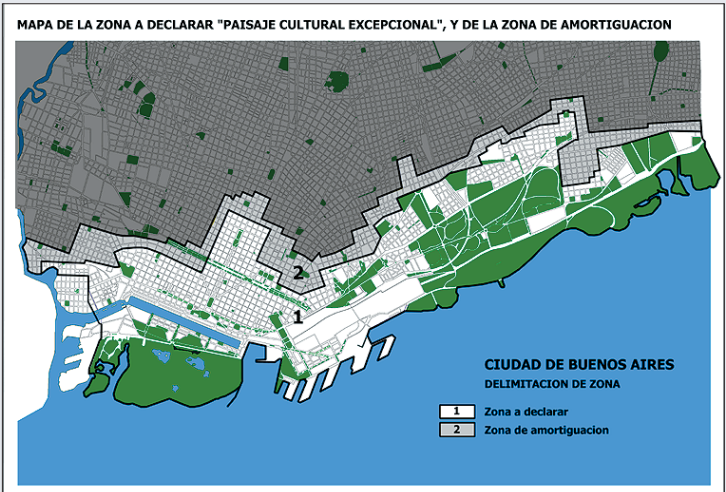 MAPA DE LA ZONA A DECLARAR "PAISAJE CULTURAL EXCEPCIONAL", Y DE LA ZONA DE AMORTIGUACION
2
1
CIUDAD DE BUENOS AIRES
DELIMITACION DE ZONA
1 Zona a declarar
2 Zona de amortiguacion